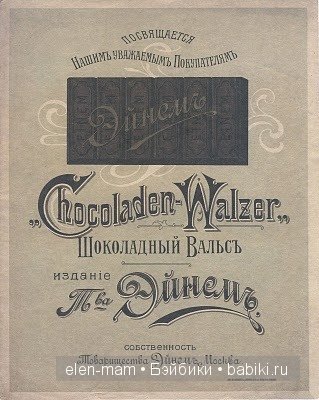 Посвящается
Нашимъ уважаемымъ Покупателямъ
Эйнемъ
„Chocoladen-Walzer„
Шоколадный Вальсъ
изданіе
Т-ва Эйнемъ.
собственность
Товарищества Эйнемъ, Москва
elen-mam • Бэйбики • babiki.ru